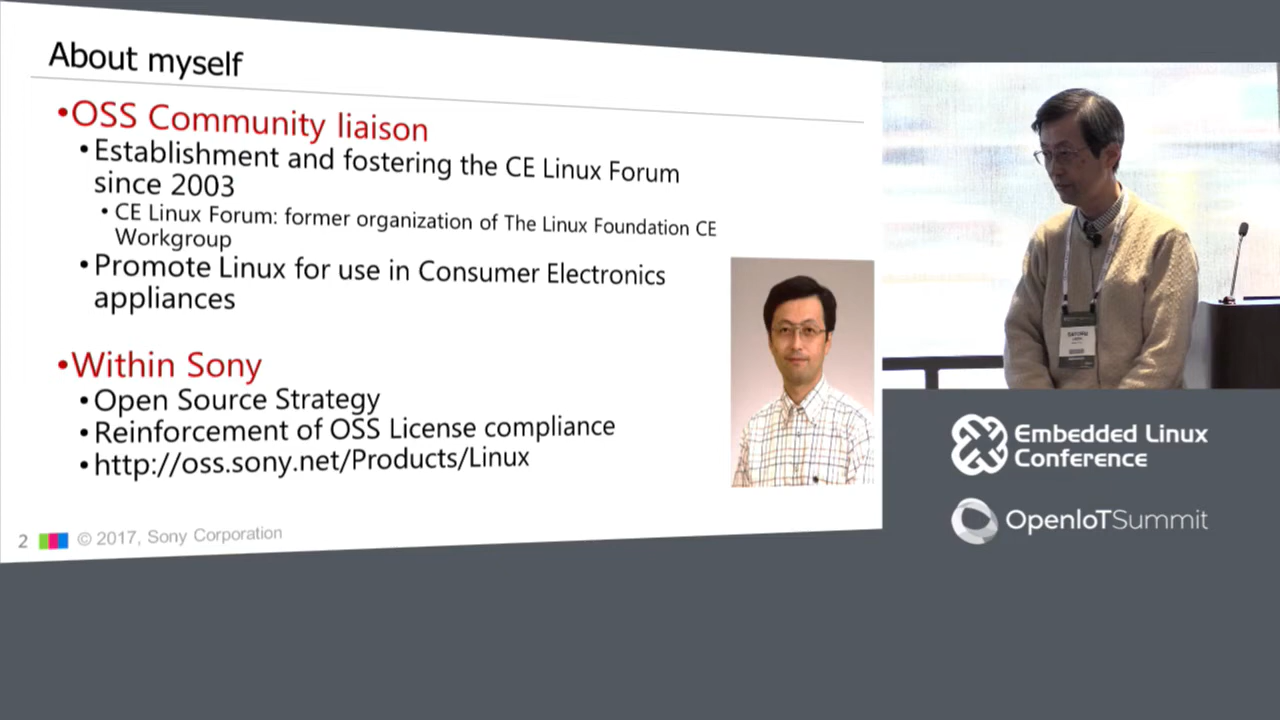 About myself
•OSS Community liaison
•Establishment and fostering the CE Linux Forum
since 2003
•CE Linux Forum: former organization of The Linux Foundation CE
Workgroup
•Promote Linux for use in Consumer Electronics
appliances
•Within Sony
•Open Source Strategy
•Reinforcement of OSS License compliance
•http://oss.sony.net/Products/Linux
2 © 2017, Sony Corporation
Embedded Linux
Conference
OpenIoTSummit